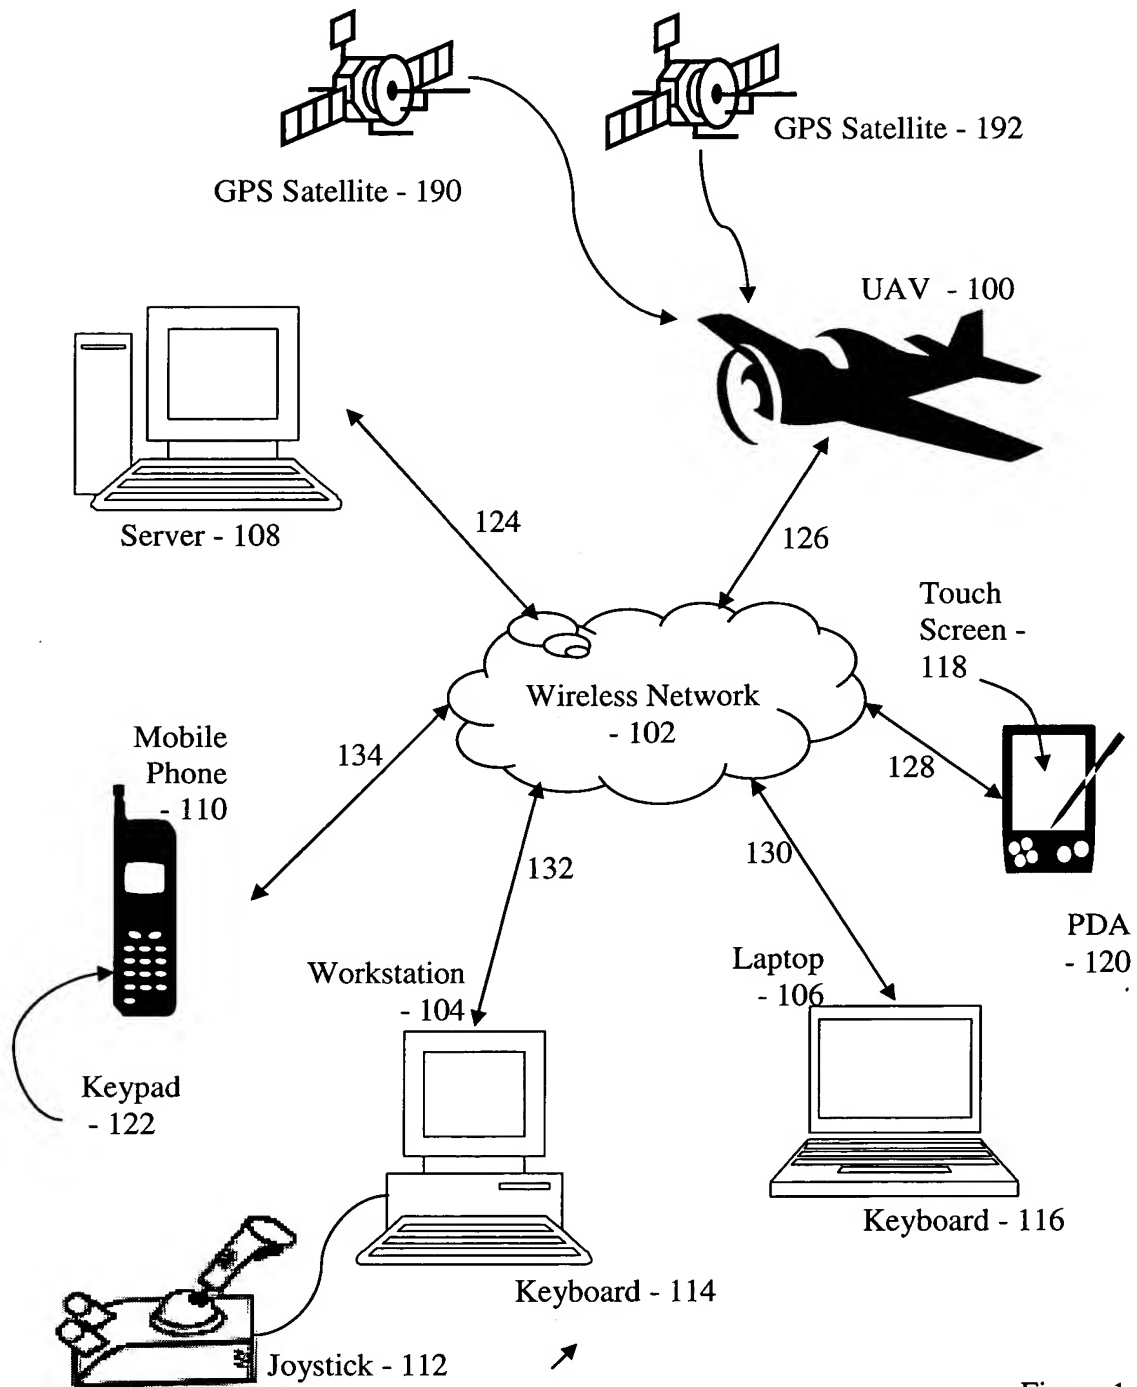 GPS Satellite - 192
GPS Satellite - 190
UAV - 100
Server - 108
124
126
Touch
Screen -
118
Wireless Network
- 102
Mobile
Phone
- 110
134
128
132
130
PDA
- 120
Workstation
- 104
Laptop
- 106
Keypad
- 122
Keyboard - 116
Keyboard - 114
Joystick - 112
Figure 1